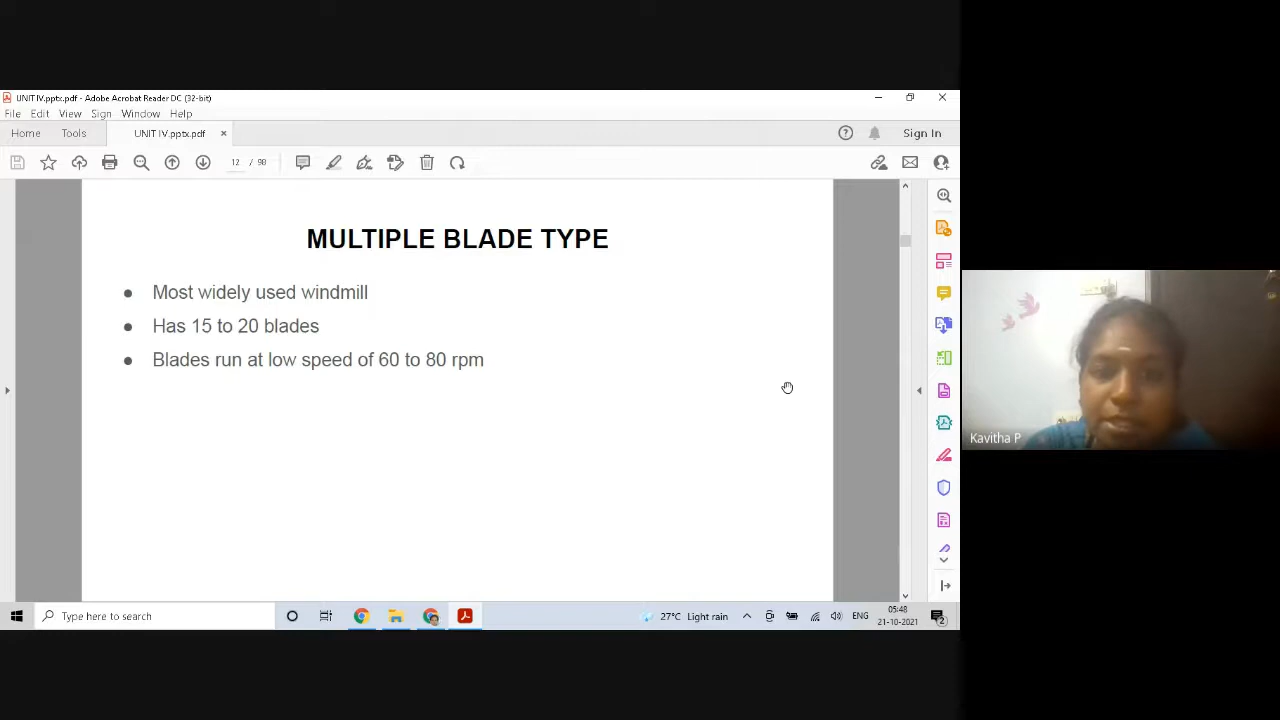 UNIT IV.pptx.pdf - Adobe Acrobat Reader DC (32-bit)
File Edit View Sign Window Help
Home Tools UNIT IV.pptx.pdf × Sign In
12 / 98
MULTIPLE BLADE TYPE
• Most widely used windmill
• Has 15 to 20 blades
• Blades run at low speed of 60 to 80 rpm
Kavitha P
Type here to search
27°C Light rain
ENG
05:48
21-10-2021
2